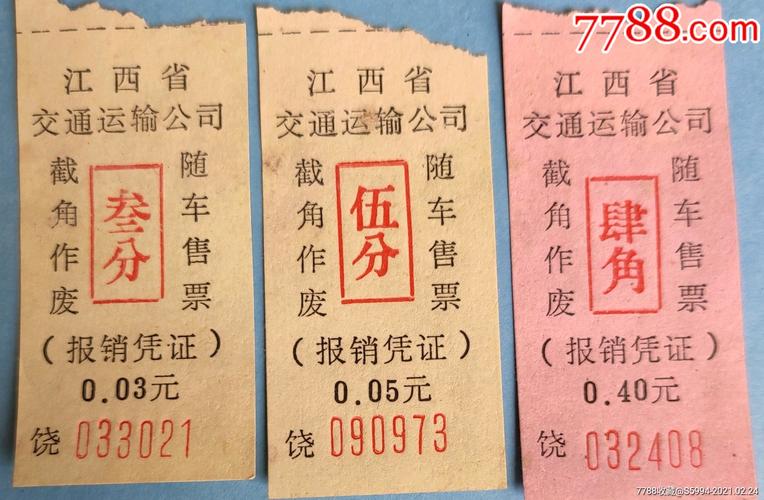 7788.com
江西省
交通运输公司
随车售票
叁分
截角作废
(报销凭证)
0.03元
饶 033021
江西省
交通运输公司
随车售票
伍分
截角作废
(报销凭证)
0.05元
饶 090973
江西省
交通运输公司
随车售票
肆角
截角作废
(报销凭证)
0.40元
饶 032408
7788收藏@S5994-2021.02.24